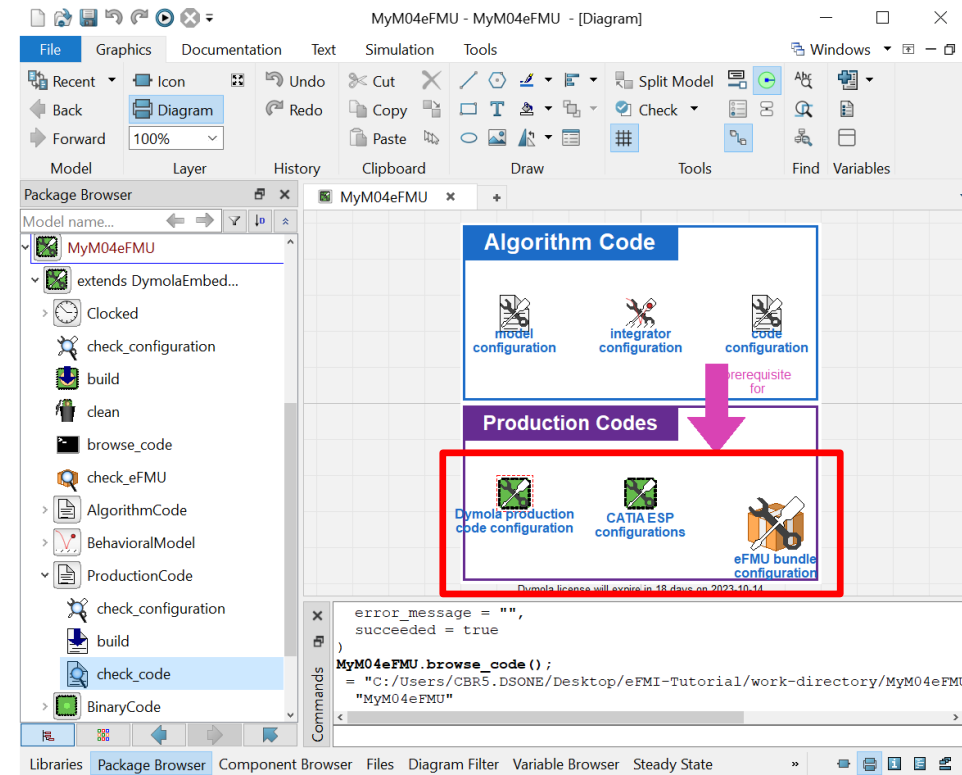 MyM04eFMU - MyM04eFMU - [Diagram]
File Graphics Documentation Text Simulation Tools Windows
Recent Icon Undo Cut Split Model
Back Diagram Redo Copy Check
Forward 100% Paste
Model Layer History Clipboard Draw Tools Find Variables
Package Browser
MyM04eFMU
Model name...
MyM04eFMU
extends DymolaEmbed...
Clocked
check_configuration
build
clean
browse_code
check_eFMU
AlgorithmCode
BehavioralModel
ProductionCode
check_configuration
build
check_code
BinaryCode
Algorithm Code
model
configuration
integrator
configuration
code
configuration
prerequisite
for
Production Codes
Dymola production
code configuration
CATIA ESP
configurations
eFMU bundle
configuration
Dymola license will expire in 18 days on 2023-10-14
error_message = "",
succeeded = true
)
MyM04eFMU.browse_code();
= "C:/Users/CBR5.DSONE/Desktop/eFMI-Tutorial/work-directory/MyM04eFMU
"MyM04eFMU"
Commands
Libraries Package Browser Component Browser Files Diagram Filter Variable Browser Steady State »